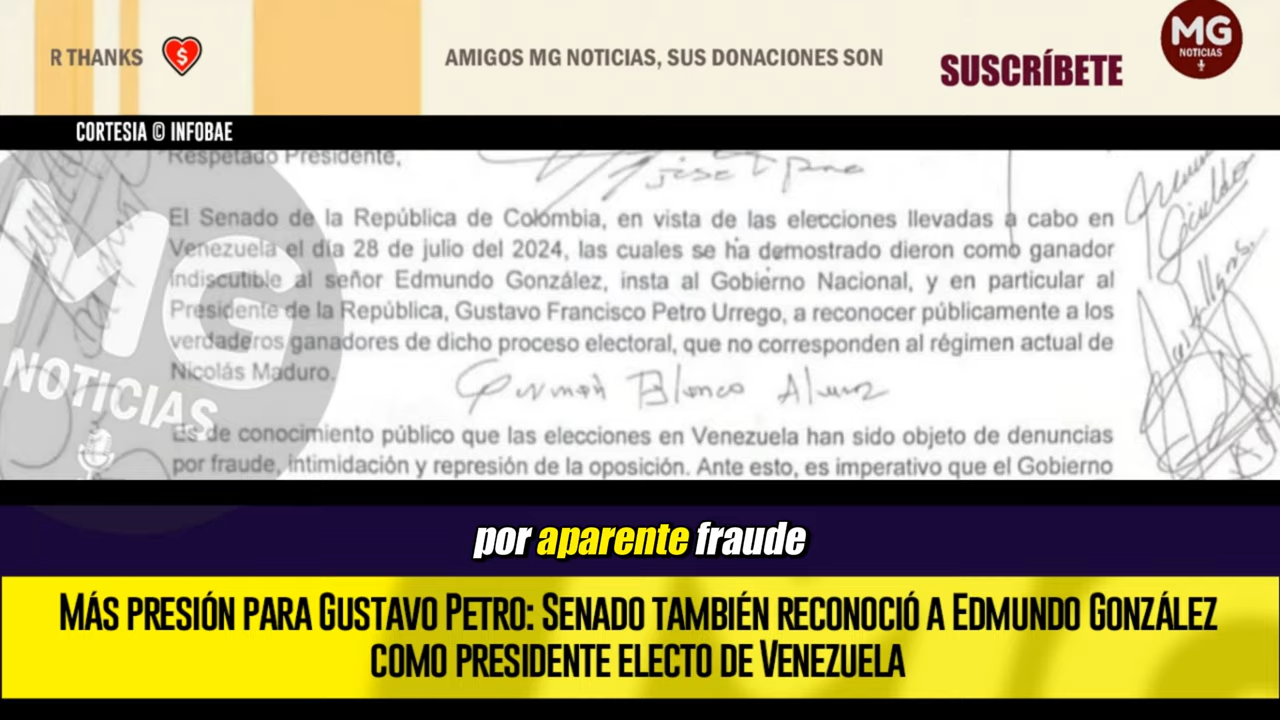 R THANKS
AMIGOS MG NOTICIAS, SUS DONACIONES SON
SUSCRÍBETE
MG
NOTICIAS
CORTESIA © INFOBAE
Respetado Presidente,
El Senado de la República de Colombia, en vista de las elecciones llevadas a cabo en
Venezuela el día 28 de julio del 2024, las cuales se ha demostrado dieron como ganador
indiscutible al señor Edmundo González, insta al Gobierno Nacional, y en particular al
Presidente de la República, Gustavo Francisco Petro Urrego, a reconocer públicamente a los
verdaderos ganadores de dicho proceso electoral, que no corresponden al régimen actual de
Nicolás Maduro.
Blanco
Es de conocimiento público que las elecciones en Venezuela han sido objeto de denuncias
por fraude, intimidación y represión de la oposición. Ante esto, es imperativo que el Gobierno
MG
NOTICIAS
por aparente fraude
MÁS PRESIÓN PARA GUSTAVO PETRO: SENADO TAMBIÉN RECONOCIÓ A EDMUNDO GONZÁLEZ
COMO PRESIDENTE ELECTO DE VENEZUELA